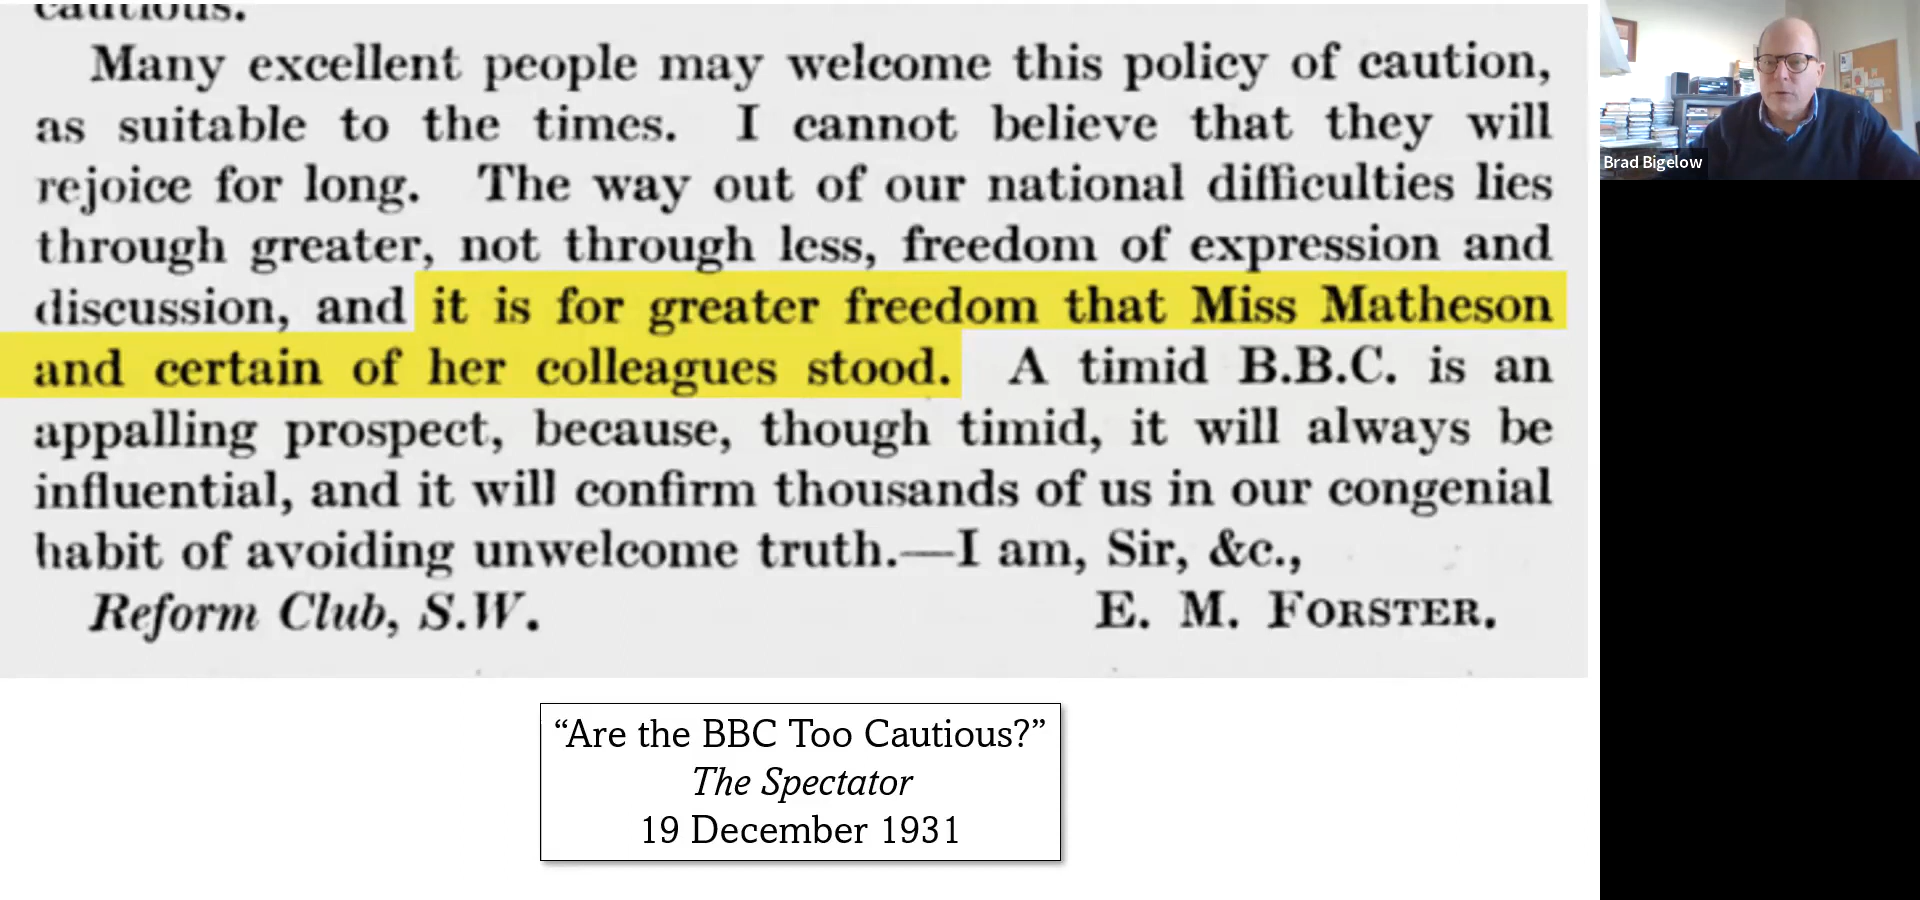 cautious.
Many excellent people may welcome this policy of caution,
as suitable to the times. I cannot believe that they will
rejoice for long. The way out of our national difficulties lies
through greater, not through less, freedom of expression and
discussion, and it is for greater freedom that Miss Matheson
and certain of her colleagues stood. A timid B.B.C. is an
appalling prospect, because, though timid, it will always be
influential, and it will confirm thousands of us in our congenial
habit of avoiding unwelcome truth.—I am, Sir, &c.,
Reform Club, S.W. E. M. FORSTER.
“Are the BBC Too Cautious?”
The Spectator
19 December 1931
Brad Bigelow